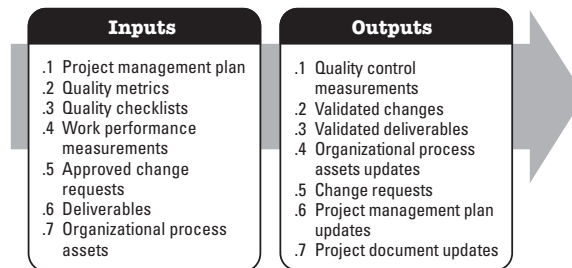 Inputs
.1 Project management plan
.2 Quality metrics
.3 Quality checklists
.4 Work performance
measurements
.5 Approved change
requests
.6 Deliverables
.7 Organizational process
assets
Outputs
.1 Quality control
measurements
.2 Validated changes
.3 Validated deliverables
.4 Organizational process
assets updates
.5 Change requests
.6 Project management plan
updates
.7 Project document updates